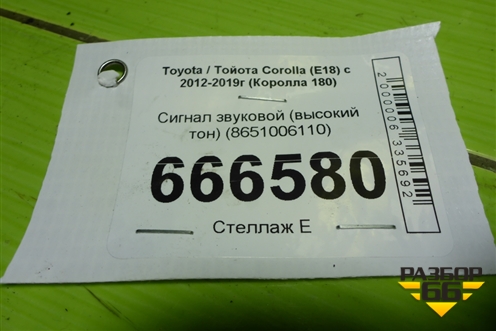 Toyota / Тойота Corolla (E18) с
2012-2019г (Королла 180)
Сигнал звуковой (высокий
тон) (8651006110)
666580
Стеллаж Е
2000006335692
РАЗБОР
66